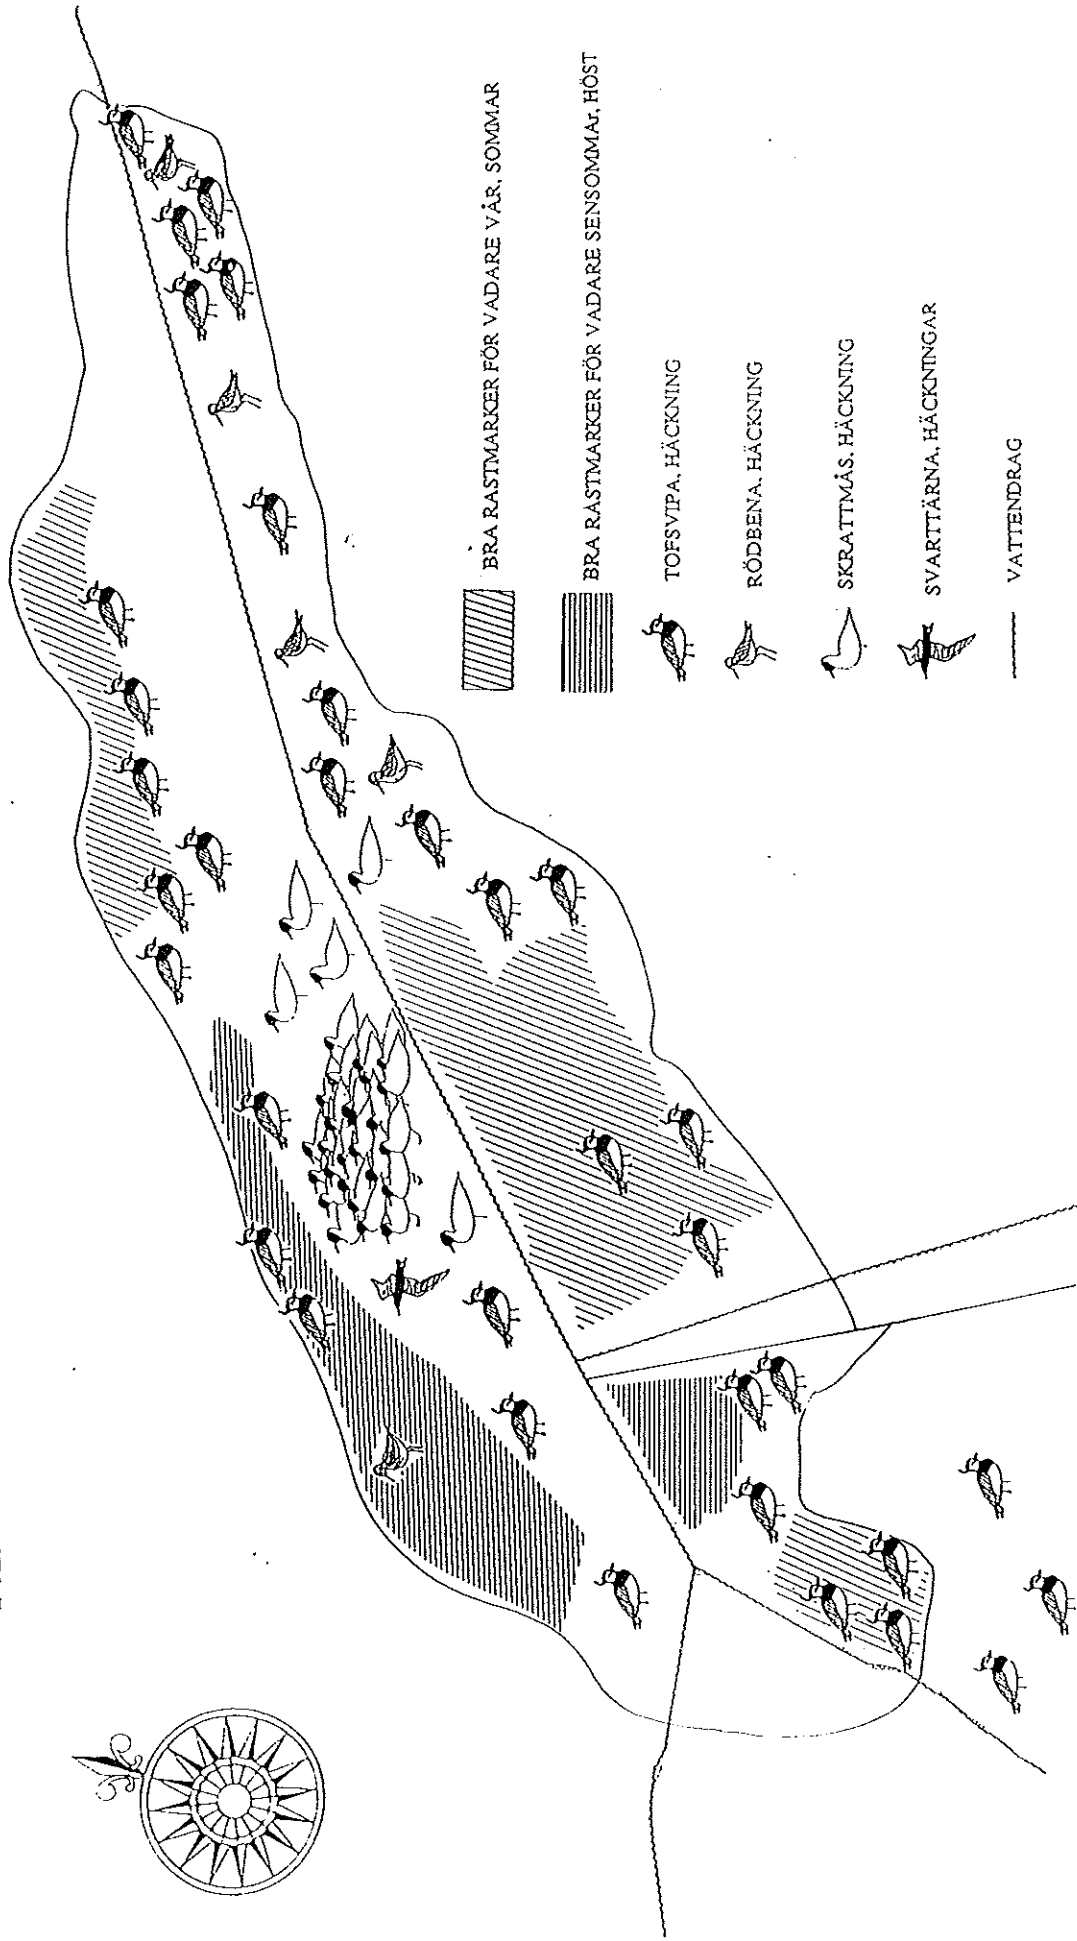 BRA RASTMARKER FÖR VADARE VÅR, SOMMAR
BRA RASTMARKER FÖR VADARE SENSOMMAr, HÖST
TOFSVIPA, HÄCKNING
RÖDBENA, HÄCKNING
SKRATTMÅS, HÄCKNING
SVARTTÄRNA, HÄCKNINGAR
VATTENDRAG